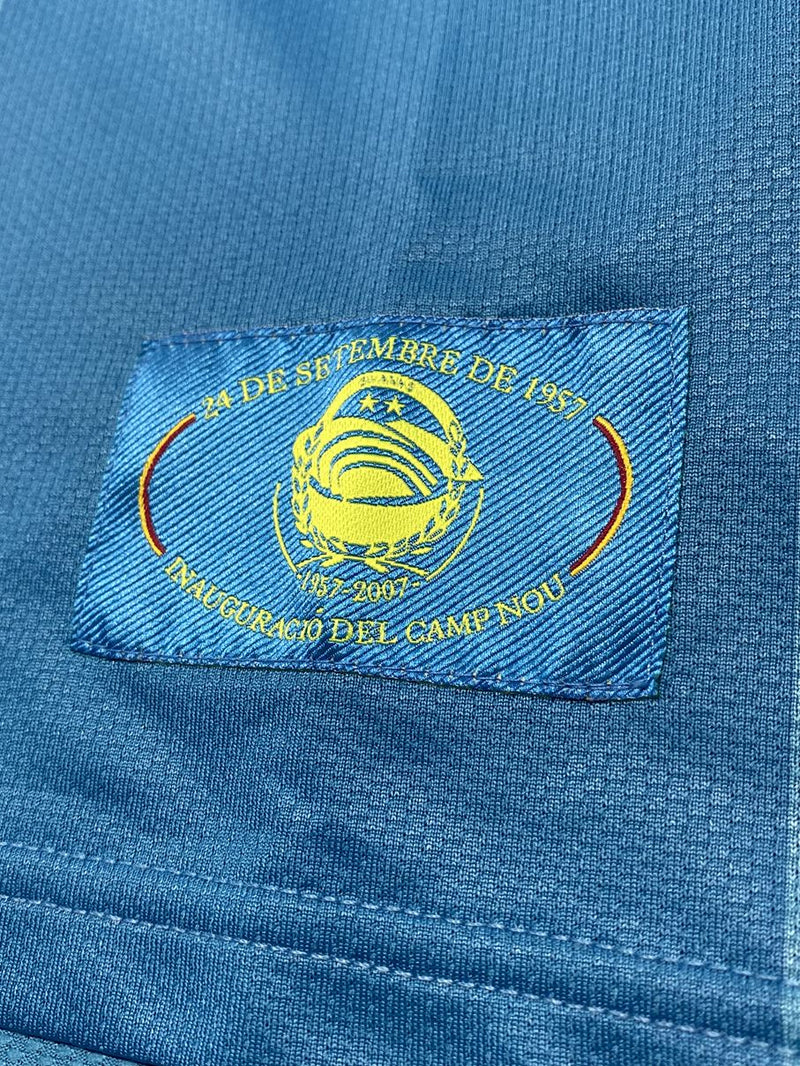 24 DE SETEMBRE DE 1957
1957-2007
INAUGURACIÓ DEL CAMP NOU